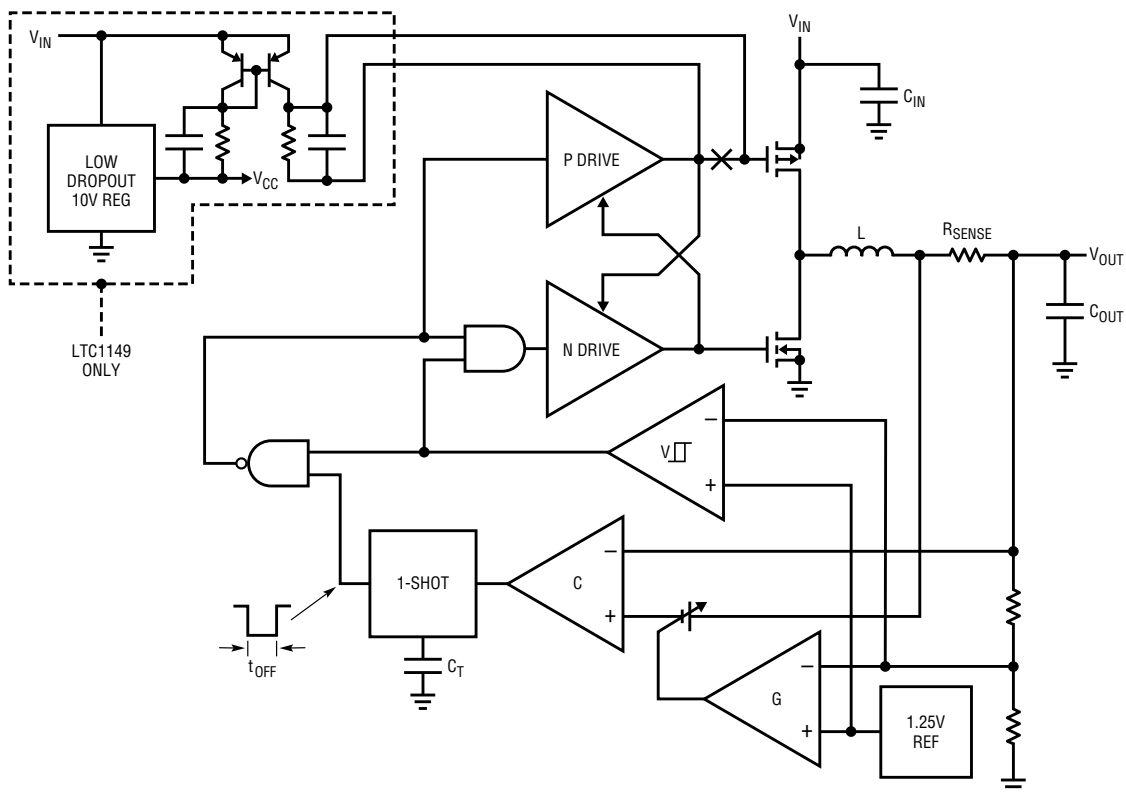 VIN
VIN
CIN
LOW
DROPOUT
10V REG
VCC
P DRIVE
L
RSENSE
VOUT
COUT
LTC1149
ONLY
N DRIVE
–
V
+
–
1-SHOT
C
+
tOFF
CT
–
G
+
1.25V
REF